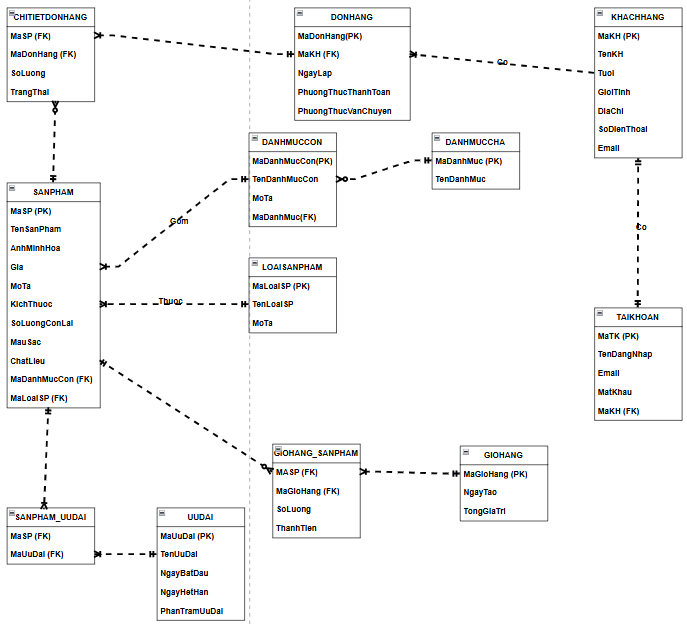 CHITIETDONHANG
MaSP (FK)
MaDonHang (FK)
SoLuong
TrangThai
DONHANG
MaDonHang(PK)
MaKH (FK)
NgayLap
PhuongThucThanhToan
PhuongThucVanChuyen
Co
KHACHHANG
MaKH (PK)
TenKH
Tuoi
GioiTinh
DiaChi
SoDienThoai
Email
DANHMUCCON
MaDanhMucCon(PK)
TenDanhMucCon
MoTa
MaDanhMuc(FK)
DANHMUCCHA
MaDanhMuc (PK)
TenDanhMuc
SANPHAM
MaSP (PK)
TenSanPham
AnhMinhHoa
Gia
MoTa
KichThuoc
SoLuongConLai
MauSac
ChatLieu
MaDanhMucCon (FK)
MaLoaiSP (FK)
Gom
Thuoc
LOAISANPHAM
MaLoaiSP (PK)
TenLoaiSP
MoTa
Co
TAIKHOAN
MaTK (PK)
TenDangNhap
Email
MatKhau
MaKH (FK)
GIOHANG_SANPHAM
MASP (FK)
MaGioHang (FK)
SoLuong
ThanhTien
GIOHANG
MaGioHang (PK)
NgayTao
TongGiaTri
SANPHAM_UUDAI
MaSP (FK)
MaUuDai (FK)
UUDAI
MaUuDai (PK)
TenUuDai
NgayBatDau
NgayHetHan
PhanTramUuDai